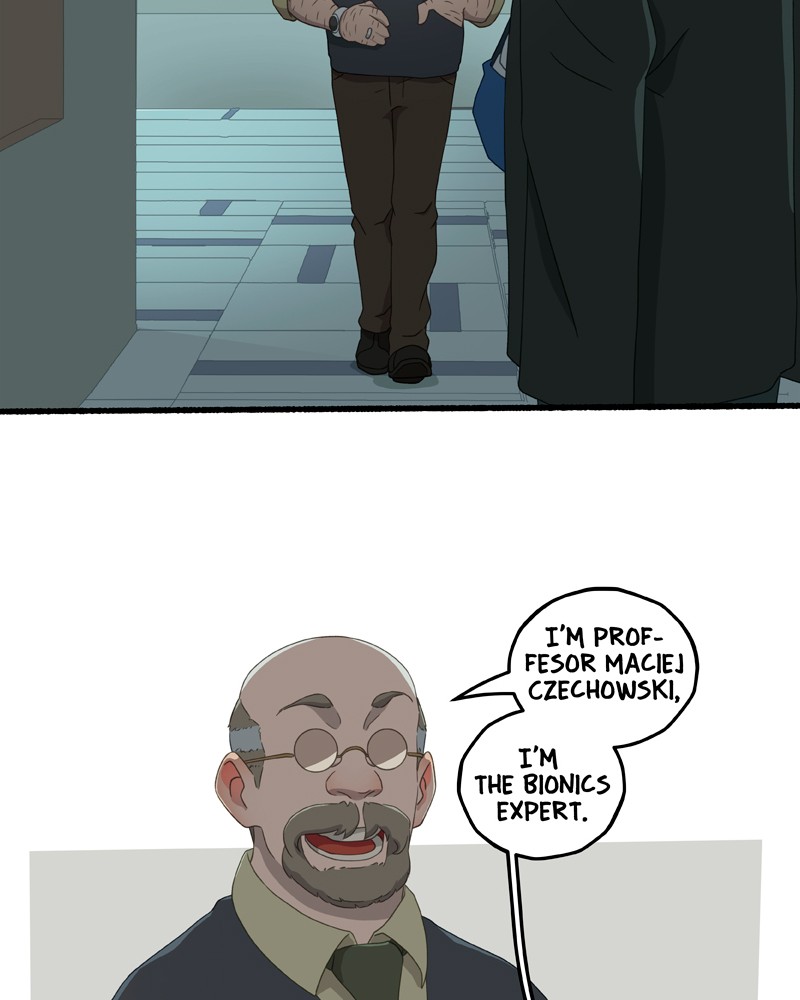 I'M PROF-
FESOR MACIEJ
CZECHOWSKI,
I'M
THE BIONICS
EXPERT.